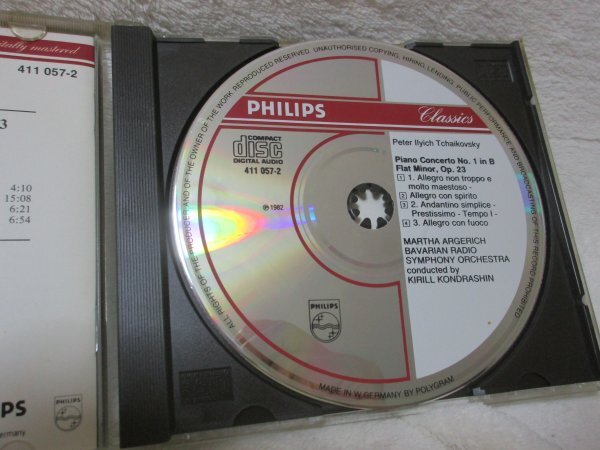 digitally mastered
411 057-2
3
4:10
15:08
6:21
6:54
PHILIPS
Germany
ALL RIGHTS OF THE PRODUCER AND OF THE OWNER OF THE WORK REPRODUCED RESERVED. UNAUTHORISED COPYING, HIRING, LENDING, PUBLIC PERFORMANCE AND BROADCASTING OF THIS RECORD PROHIBITED
PHILIPS
Classics
COMPACT
disc
DIGITAL AUDIO
411 057-2
℗ 1982
PHILIPS
Peter Ilyich Tchaikovsky
Piano Concerto No. 1 in B
Flat Minor, Op. 23
1 1. Allegro non troppo e
molto maestoso -
2 Allegro con spirito
3 2. Andantino simplice -
Prestissimo - Tempo I -
4 3. Allegro con fuoco
MARTHA ARGERICH
BAVARIAN RADIO
SYMPHONY ORCHESTRA
conducted by
KIRILL KONDRASHIN
MADE IN W. GERMANY BY POLYGRAM